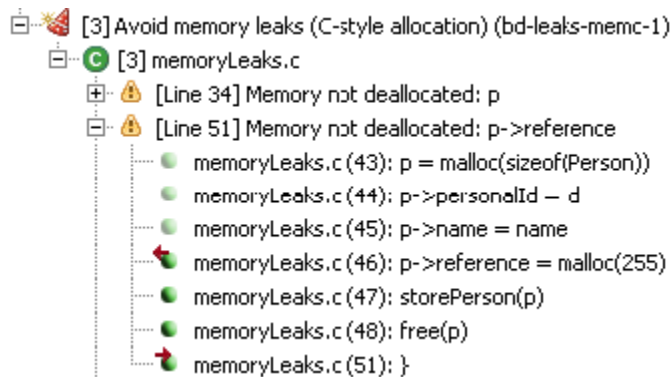 [3] Avoid memory leaks (C-style allocation) (bd-leaks-memc-1)
C [3] memoryLeaks.c
[Line 34] Memory not deallocated: p
[Line 51] Memory not deallocated: p->reference
memoryLeaks.c (43): p = malloc(sizeof(Person))
memoryLeaks.c (44): p->personalId = d
memoryLeaks.c (45): p->name = name
memoryLeaks.c (46): p->reference = malloc(255)
memoryLeaks.c (47): storePerson(p)
memoryLeaks.c (48): free(p)
memoryLeaks.c (51): }